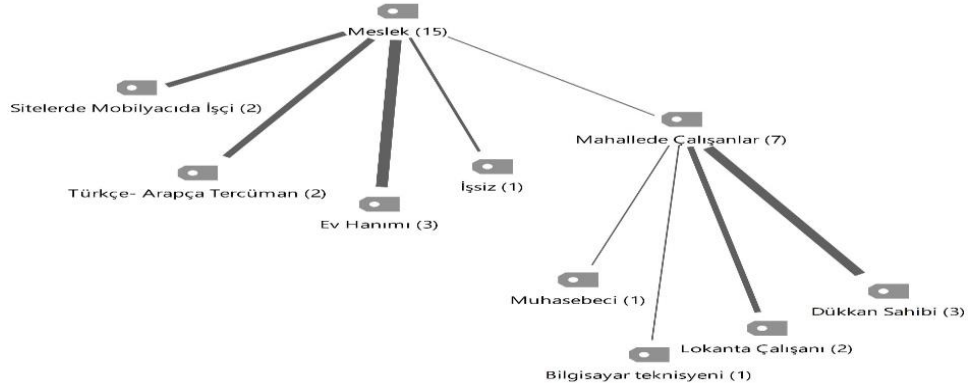 Meslek (15)
Sitelerde Mobilyacıda İşçi (2)
Türkçe- Arapça Tercüman (2)
Ev Hanımı (3)
İşsiz (1)
Mahallede Çalışanlar (7)
Muhasebeci (1)
Bilgisayar teknisyeni (1)
Lokanta Çalışanı (2)
Dükkan Sahibi (3)